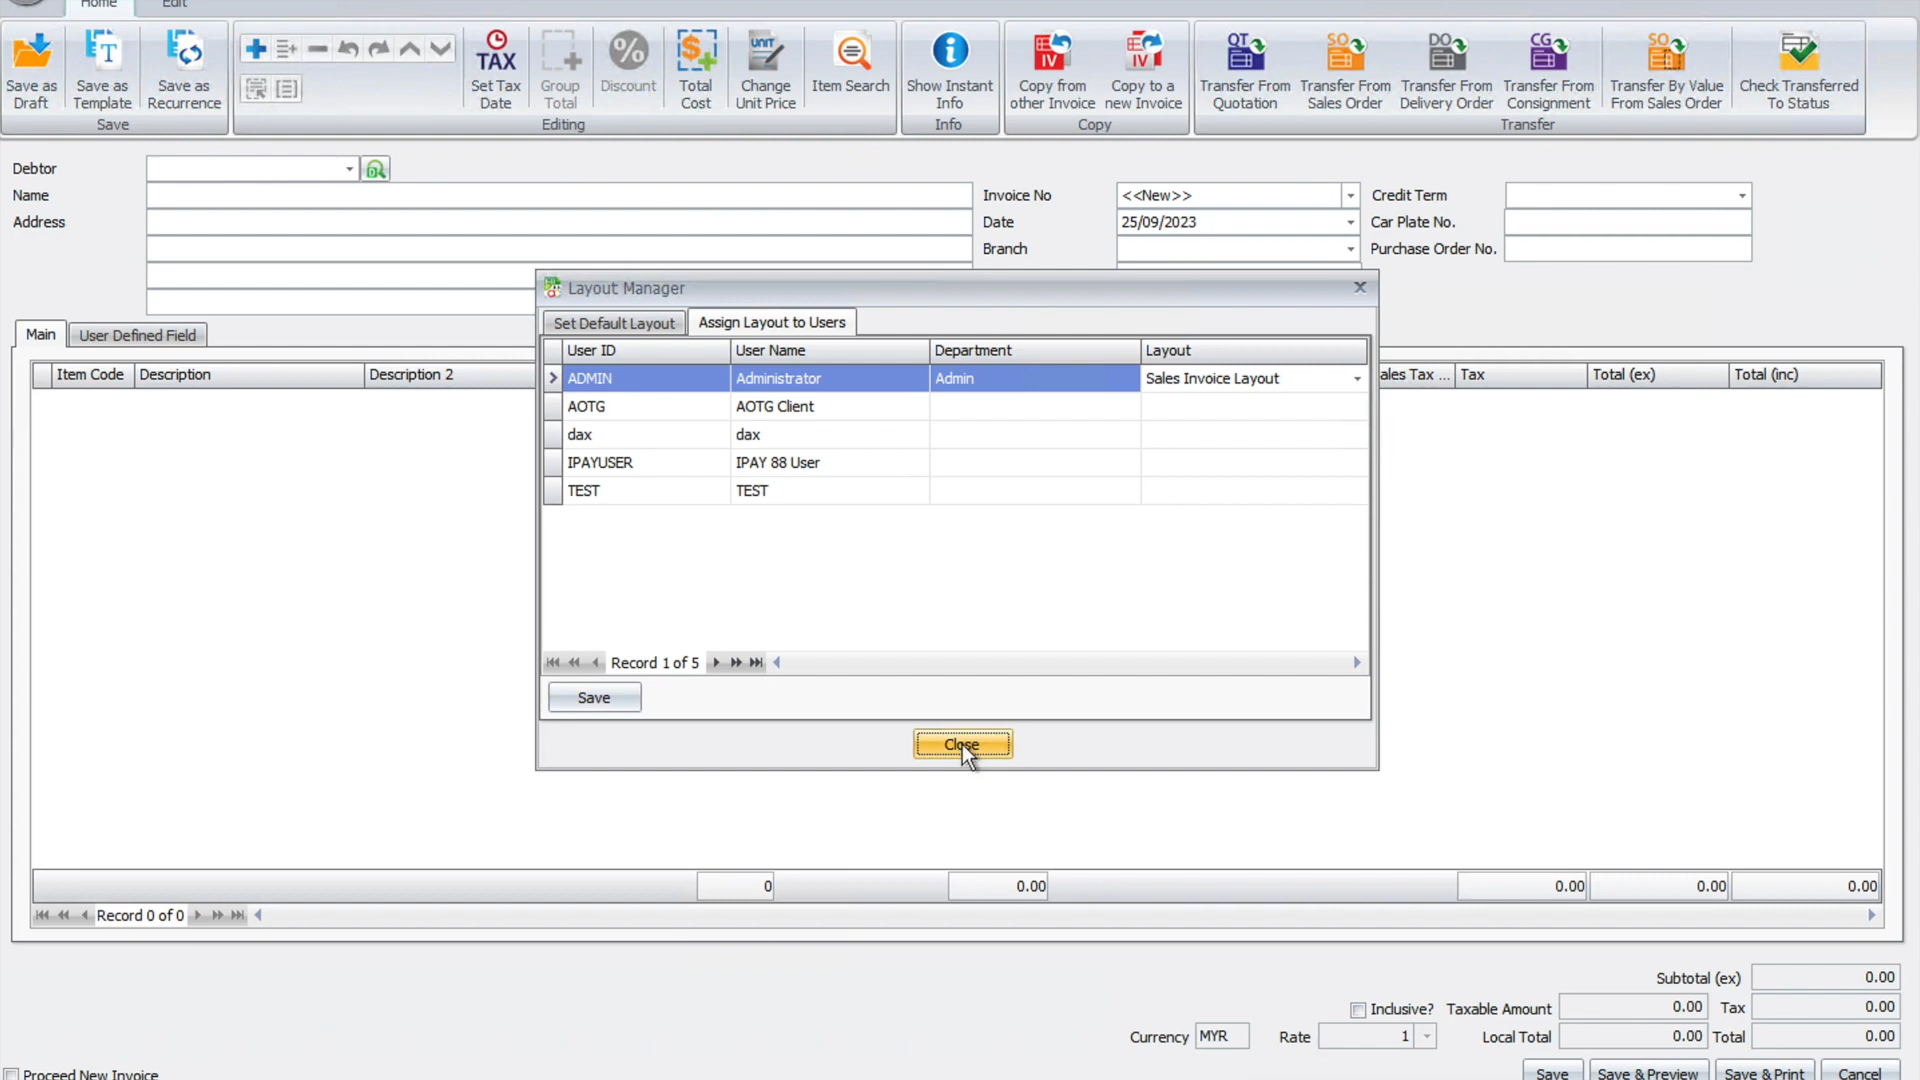 Home Edit
Save as Draft Save as Template Save as Recurrence
Save
TAX Set Tax Date Group Total % Discount Total Cost UNIT Change Unit Price Item Search
Editing
Show Instant Info
Info
IV Copy from other Invoice IV Copy to a new Invoice
Copy
QT Transfer From Quotation SO Transfer From Sales Order DO Transfer From Delivery Order CG Transfer From Consignment SO Transfer By Value From Sales Order Check Transferred To Status
Transfer
Debtor
Name Invoice No <<New>> Credit Term
Address Date 25/09/2023 Car Plate No.
Branch Purchase Order No.
Layout Manager
Set Default Layout Assign Layout to Users
Main User Defined Field
User ID User Name Department Layout
Item Code Description Description 2 ales Tax ... Tax Total (ex) Total (inc)
ADMIN Administrator Admin Sales Invoice Layout
AOTG AOTG Client
dax dax
IPAYUSER IPAY 88 User
TEST TEST
Record 1 of 5
Save
Close
0 0.00 0.00 0.00 0.00
Record 0 of 0
Subtotal (ex) 0.00
Inclusive? Taxable Amount 0.00 Tax 0.00
Currency MYR Rate 1 Local Total 0.00 Total 0.00
Proceed New Invoice Save Save & Preview Save & Print Cancel